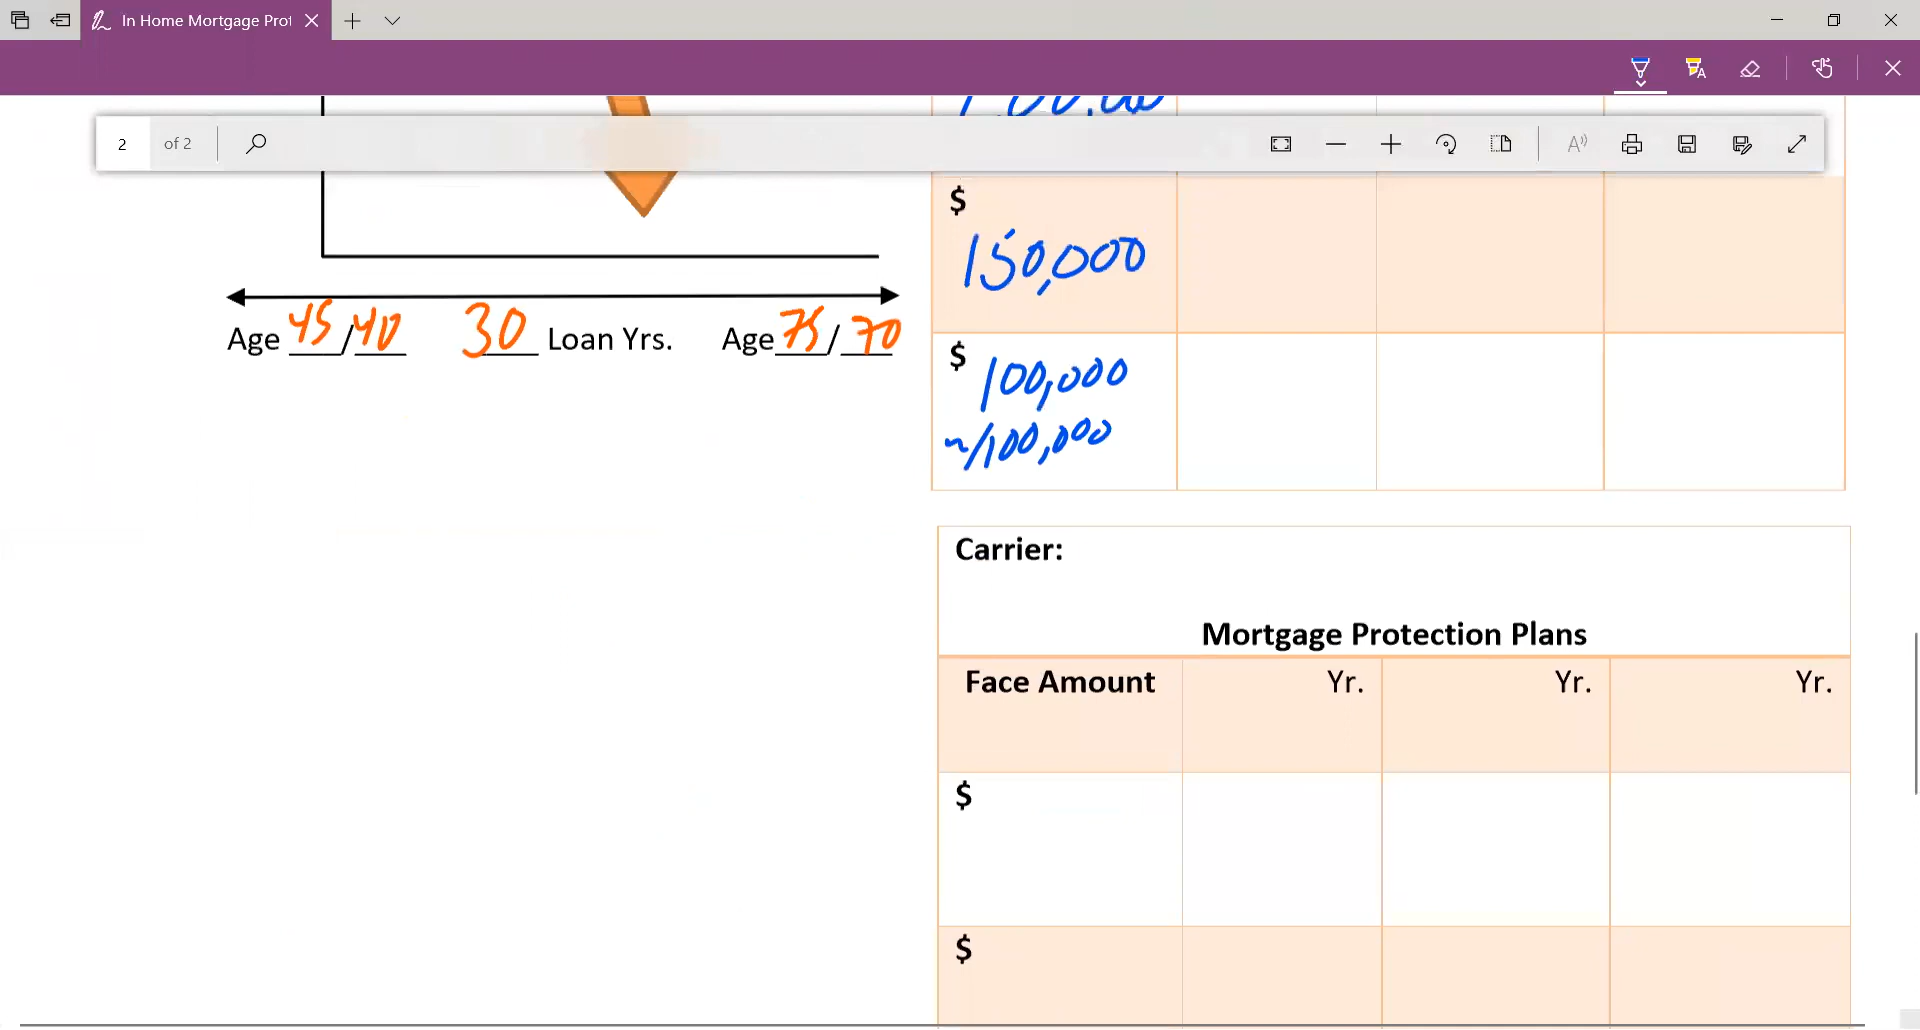 In Home Mortgage Prot
2 of 2
$
150,000
Age 45/40 30 Loan Yrs. Age 75/70
$ 100,000
~/100,000
Carrier:
Mortgage Protection Plans
Face Amount Yr. Yr. Yr.
$
$